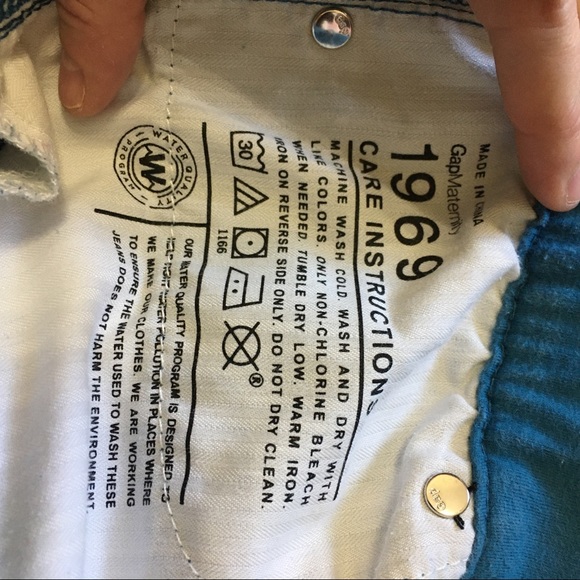 MADE IN CHINA
GapMaternity
1969
CARE INSTRUCTIONS
MACHINE WASH COLD. WASH AND DRY WITH
LIKE COLORS. ONLY NON-CHLORINE BLEACH
WHEN NEEDED. TUMBLE DRY LOW. WARM IRON.
IRON ON REVERSE SIDE ONLY. DO NOT DRY CLEAN.
30
®
1166
WATER QUALITY
PROGRAM
W
OUR WATER QUALITY PROGRAM IS DESIGNED TO
HELP FIGHT WATER POLLUTION IN PLACES WHERE
WE MAKE OUR CLOTHES. WE ARE WORKING
TO ENSURE THE WATER USED TO WASH THESE
JEANS DOES NOT HARM THE ENVIRONMENT.
Gap